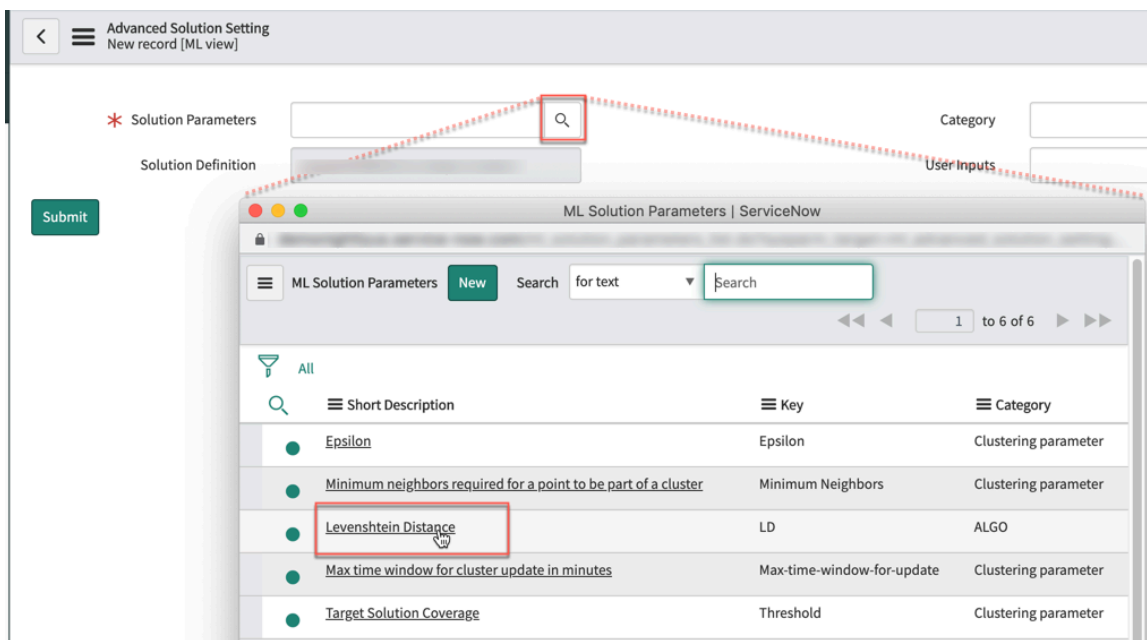 Advanced Solution Setting
New record [ML view]
Solution Parameters
Category
Solution Definition
User Inputs
Submit
ML Solution Parameters | ServiceNow
ML Solution Parameters New Search for text Search
1 to 6 of 6
All
Short Description Key Category
Epsilon Epsilon Clustering parameter
Minimum neighbors required for a point to be part of a cluster Minimum Neighbors Clustering parameter
Levenshtein Distance LD ALGO
Max time window for cluster update in minutes Max-time-window-for-update Clustering parameter
Target Solution Coverage Threshold Clustering parameter